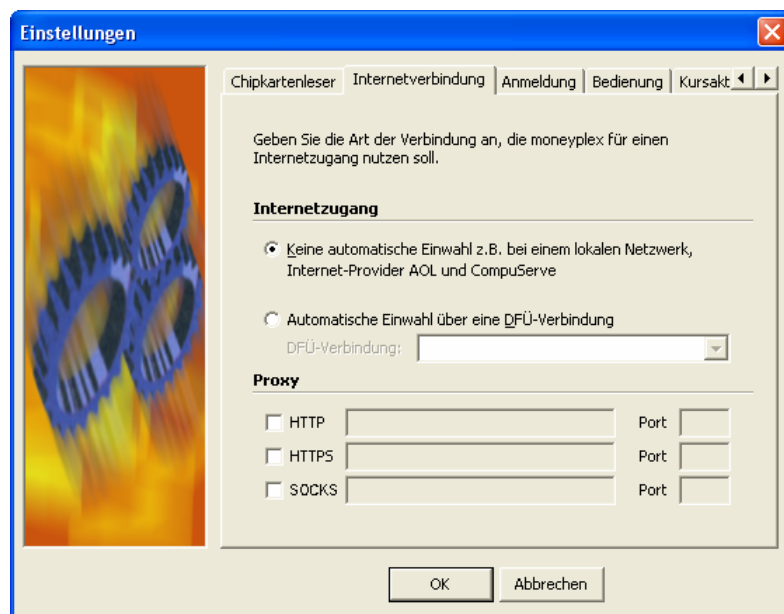 Einstellungen
Chipkartenleser Internetverbindung Anmeldung Bedienung Kursakt
Geben Sie die Art der Verbindung an, die moneyplex für einen
Internetzugang nutzen soll.
Internetzugang
Keine automatische Einwahl z.B. bei einem lokalen Netzwerk,
Internet-Provider AOL und CompuServe
Automatische Einwahl über eine DFÜ-Verbindung
DFÜ-Verbindung:
Proxy
HTTP Port
HTTPS Port
SOCKS Port
OK Abbrechen